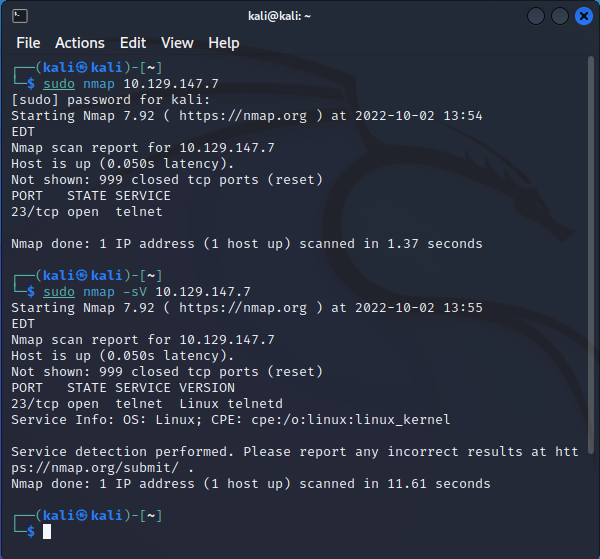 kali@kali: ~
File Actions Edit View Help
┌──(kali㉿kali)-[~]
└─$ sudo nmap 10.129.147.7
[sudo] password for kali:
Starting Nmap 7.92 ( https://nmap.org ) at 2022-10-02 13:54
EDT
Nmap scan report for 10.129.147.7
Host is up (0.050s latency).
Not shown: 999 closed tcp ports (reset)
PORT   STATE SERVICE
23/tcp open  telnet
Nmap done: 1 IP address (1 host up) scanned in 1.37 seconds
┌──(kali㉿kali)-[~]
└─$ sudo nmap -sV 10.129.147.7
Starting Nmap 7.92 ( https://nmap.org ) at 2022-10-02 13:55
EDT
Nmap scan report for 10.129.147.7
Host is up (0.050s latency).
Not shown: 999 closed tcp ports (reset)
PORT   STATE SERVICE VERSION
23/tcp open  telnet  Linux telnetd
Service Info: OS: Linux; CPE: cpe:/o:linux:linux_kernel
Service detection performed. Please report any incorrect results at htt
ps://nmap.org/submit/ .
Nmap done: 1 IP address (1 host up) scanned in 11.61 seconds
┌──(kali㉿kali)-[~]
└─$